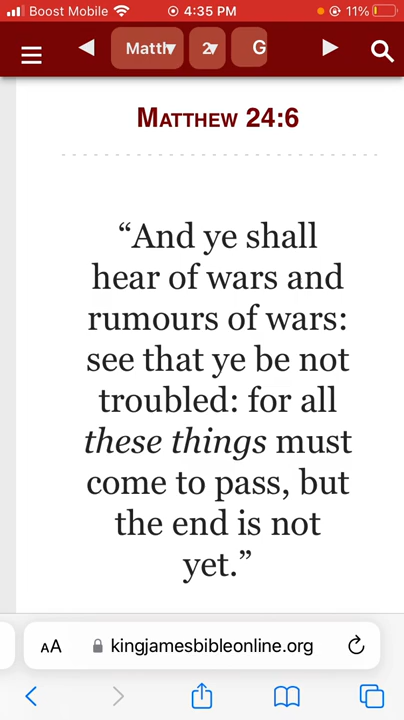 Boost Mobile 4:35 PM 11%
Matth 2 G
MATTHEW 24:6
“And ye shall
hear of wars and
rumours of wars:
see that ye be not
troubled: for all
these things must
come to pass, but
the end is not
yet.”
AA kingjamesbibleonline.org